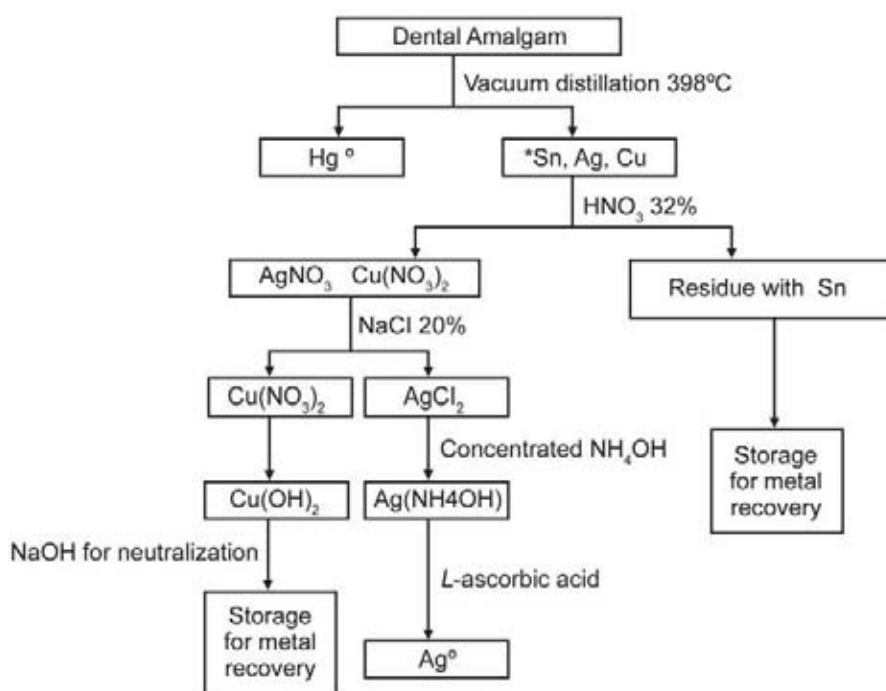 Dental Amalgam
Vacuum distillation 398ºC
Hg º
*Sn, Ag, Cu
HNO₃ 32%
AgNO₃ Cu(NO₃)₂
Residue with Sn
NaCl 20%
Cu(NO₃)₂
AgCl₂
Concentrated NH₄OH
Storage
for metal
recovery
Cu(OH)₂
Ag(NH4OH)
NaOH for neutralization
L-ascorbic acid
Storage
for metal
recovery
Agº